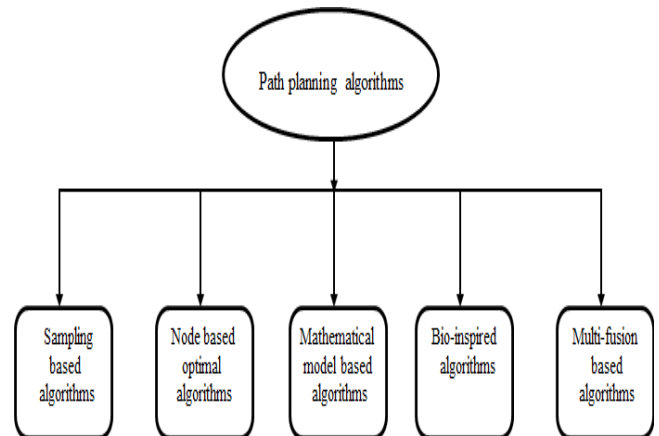 Path planning algorithms
Sampling
based
algorithms
Node based
optimal
algorithms
Mathematical
model based
algorithms
Bio-inspired
algorithms
Multi-fusion
based
algorithms